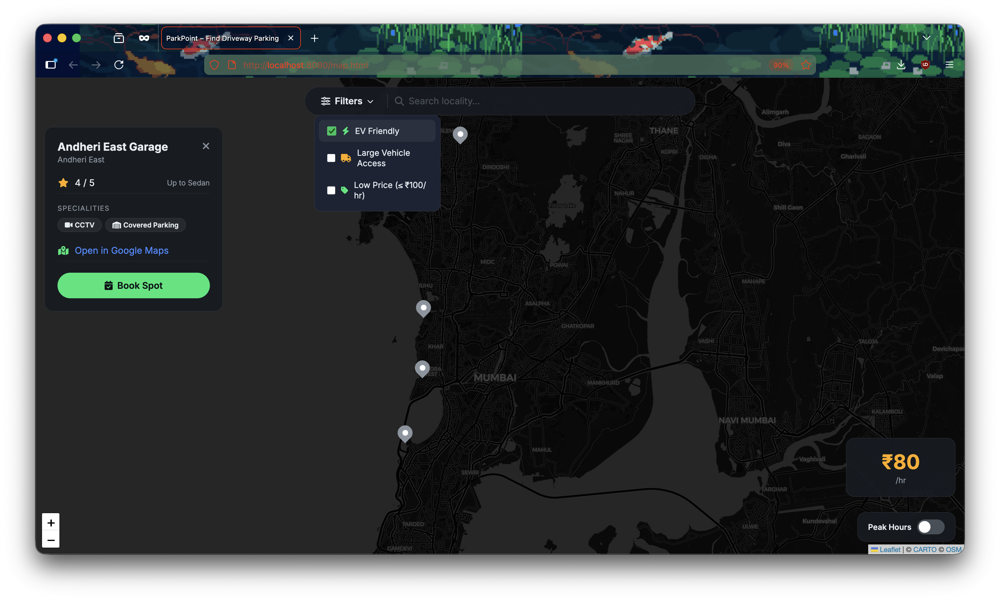 ParkPoint – Find Driveway Parking
http://localhost:8080/map.html
90%
Filters
Search locality...
EV Friendly
Large Vehicle
Access
Low Price (≤ ₹100/
hr)
Andheri East Garage
Andheri East
4 / 5
Up to Sedan
SPECIALITIES
CCTV
Covered Parking
Open in Google Maps
Book Spot
Alimgarh
THANE
SHREE
NAGAR
SAGAON
Diva
KOPRI
DIGHA
Gharivali
DINDOSHI
NAHUR
Vihar Lake
Shill Gaon
MIDC
POWAI
MAHAPE
JUHU
ASALPHA
GHATKOPAR
VASHI
TALOJA
KHAR
MUMBAI
MANKHURD
Valap
KALAMBOLI
NAVI MUMBAI
MAHUL
Vaghivali
SEWRI
TARGHAR
Kundevahal
TARDEO
ULWE
GAMDEVI
₹80
/hr
Peak Hours
+
−
Leaflet | © CARTO © OSM